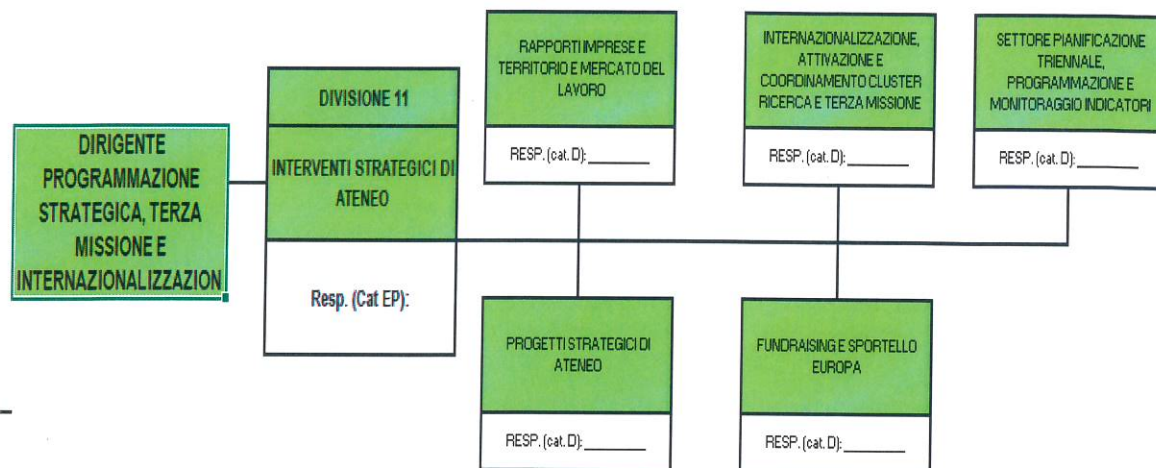 DIRIGENTE
PROGRAMMAZIONE
STRATEGICA, TERZA
MISSIONE E
INTERNAZIONALIZZAZION
DIVISIONE 11
INTERVENTI STRATEGICI DI
ATENEO
Resp. (Cat EP):
RAPPORTI IMPRESE E
TERRITORIO E MERCATO DEL
LAVORO
RESP. (cat. D):________
INTERNAZIONALIZZAZIONE,
ATTIVAZIONE E
COORDINAMENTO CLUSTER
RICERCA E TERZA MISSIONE
RESP. (cat. D):________
SETTORE PIANIFICAZIONE
TRIENNALE,
PROGRAMMAZIONE E
MONITORAGGIO INDICATORI
RESP. (cat. D):________
PROGETTI STRATEGICI DI
ATENEO
RESP. (cat. D):________
FUNDRAISING E SPORTELLO
EUROPA
RESP. (cat. D):________